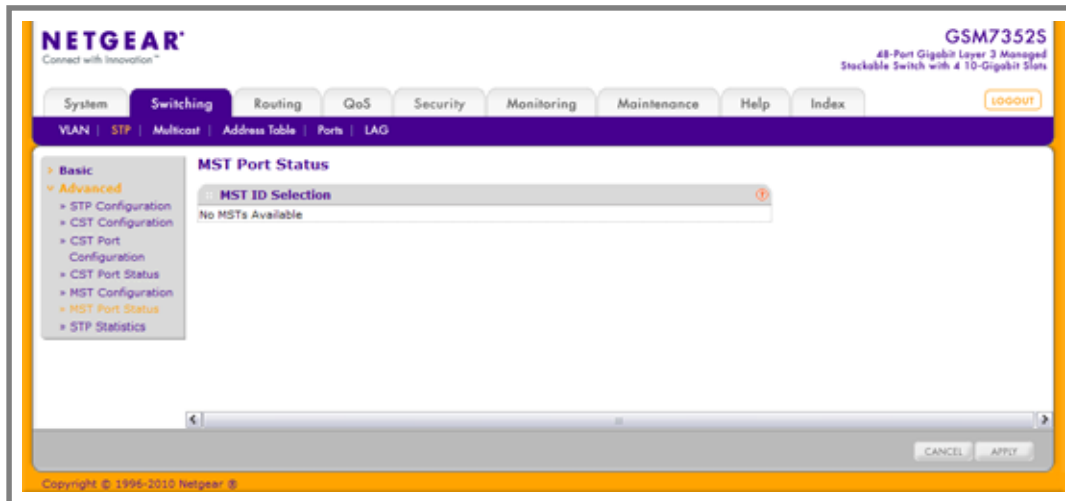 NETGEAR
Connect with Innovation™
GSM7352S
48-Port Gigabit Layer 3 Managed
Stackable Switch with 4 10-Gigabit Slots
System Switching Routing QoS Security Monitoring Maintenance Help Index LOGOUT
VLAN | STP | Multicast | Address Table | Ports | LAG
Basic
Advanced
» STP Configuration
» CST Configuration
» CST Port
Configuration
» CST Port Status
» MST Configuration
» MST Port Status
» STP Statistics
MST Port Status
MST ID Selection
No MSTs Available
CANCEL APPLY
Copyright © 1996-2010 Netgear ®